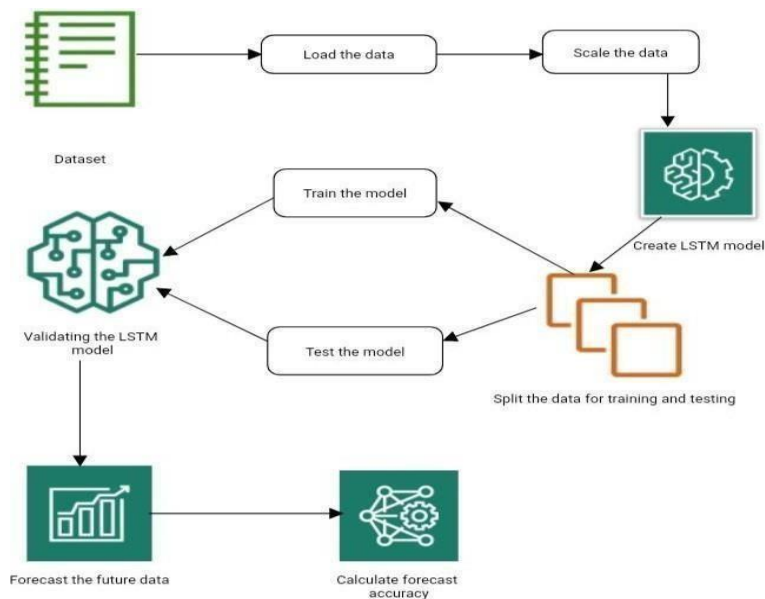 Load the data
Scale the data
Dataset
Create LSTM model
Train the model
Validating the LSTM
model
Test the model
Split the data for training and testing
Forecast the future data
Calculate forecast
accuracy